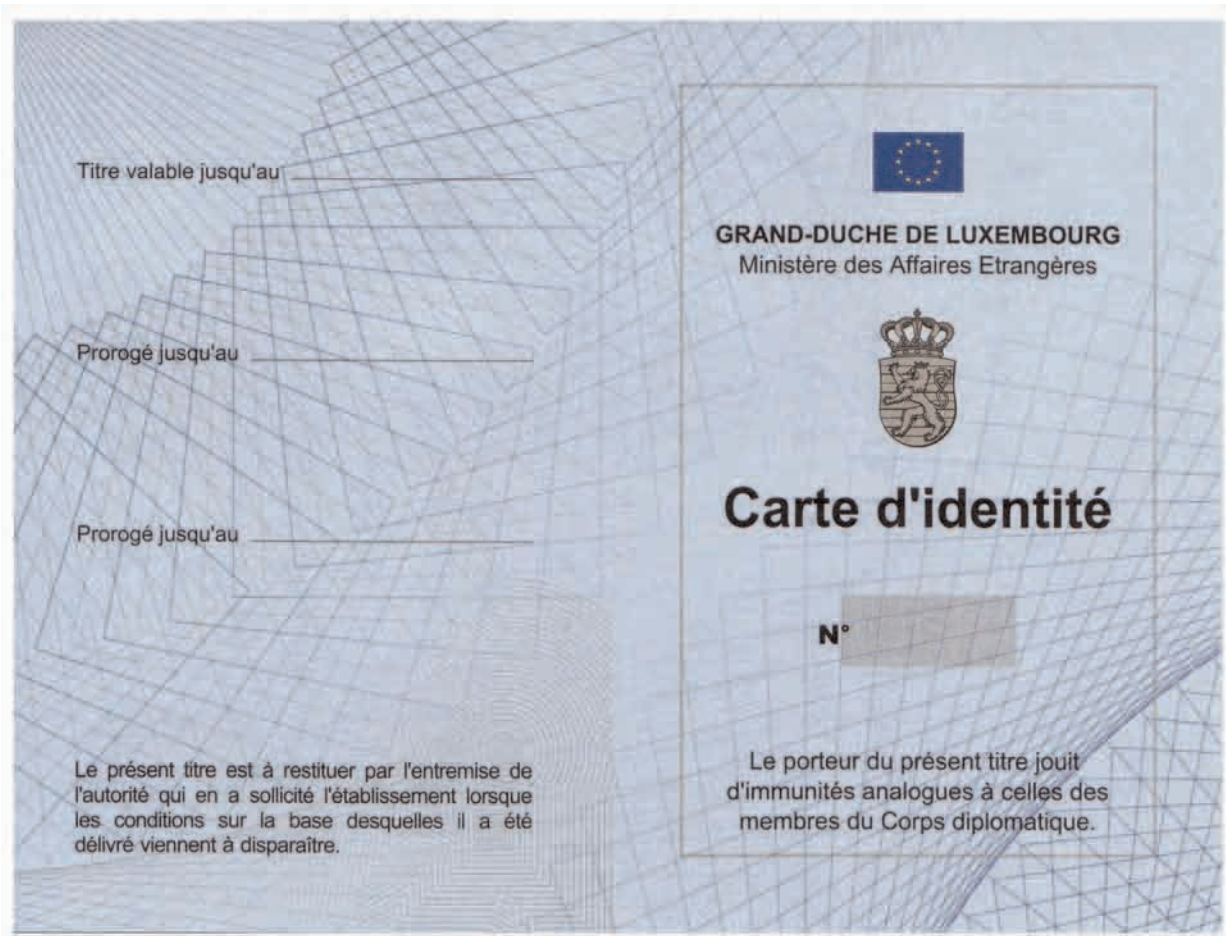 Titre valable jusqu'au
Prorogé jusqu'au
Prorogé jusqu'au
Le présent titre est à restituer par l'entremise de
l'autorité qui en a sollicité l'établissement lorsque
les conditions sur la base desquelles il a été
délivré viennent à disparaître.
GRAND-DUCHE DE LUXEMBOURG
Ministère des Affaires Etrangères
Carte d'identité
N°
Le porteur du présent titre jouit
d'immunités analogues à celles des
membres du Corps diplomatique.